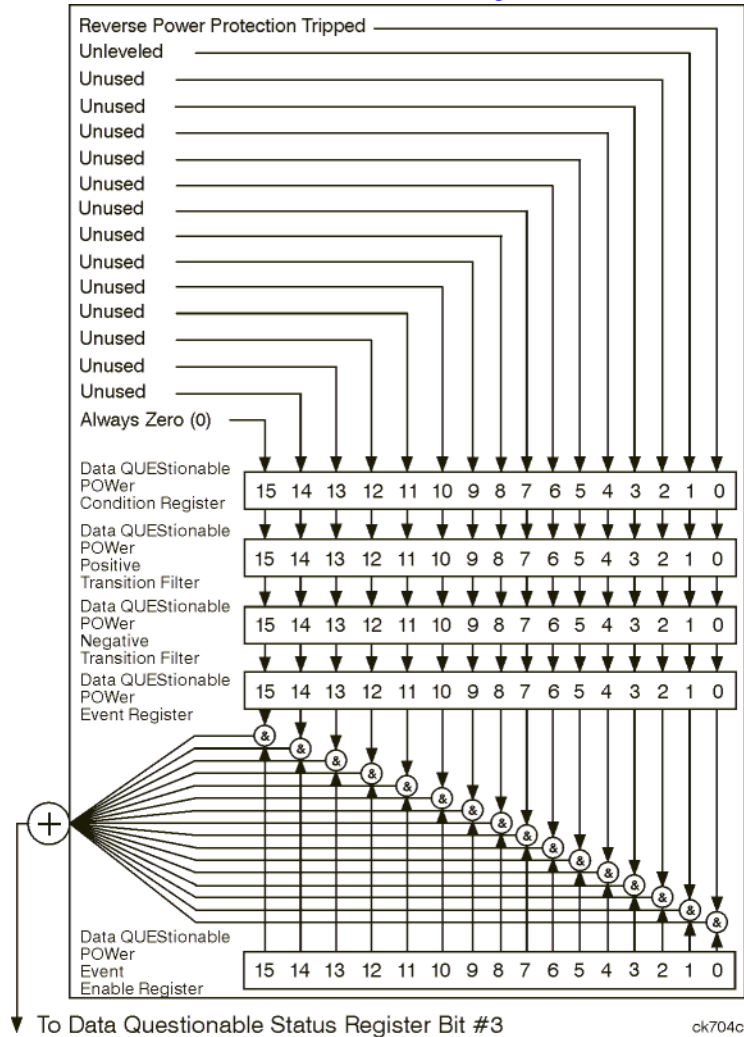 Reverse Power Protection Tripped
Unleveled
Unused
Unused
Unused
Unused
Unused
Unused
Unused
Unused
Unused
Unused
Unused
Unused
Unused
Always Zero (0)
Data QUEStionable
POWer
Condition Register
15 14 13 12 11 10 9 8 7 6 5 4 3 2 1 0
Data QUEStionable
POWer
Positive
Transition Filter
15 14 13 12 11 10 9 8 7 6 5 4 3 2 1 0
Data QUEStionable
POWer
Negative
Transition Filter
15 14 13 12 11 10 9 8 7 6 5 4 3 2 1 0
Data QUEStionable
POWer
Event Register
15 14 13 12 11 10 9 8 7 6 5 4 3 2 1 0
& & & & & & & & & & & & & & & &
+
Data QUEStionable
POWer
Event
Enable Register
15 14 13 12 11 10 9 8 7 6 5 4 3 2 1 0
To Data Questionable Status Register Bit #3
ck704c